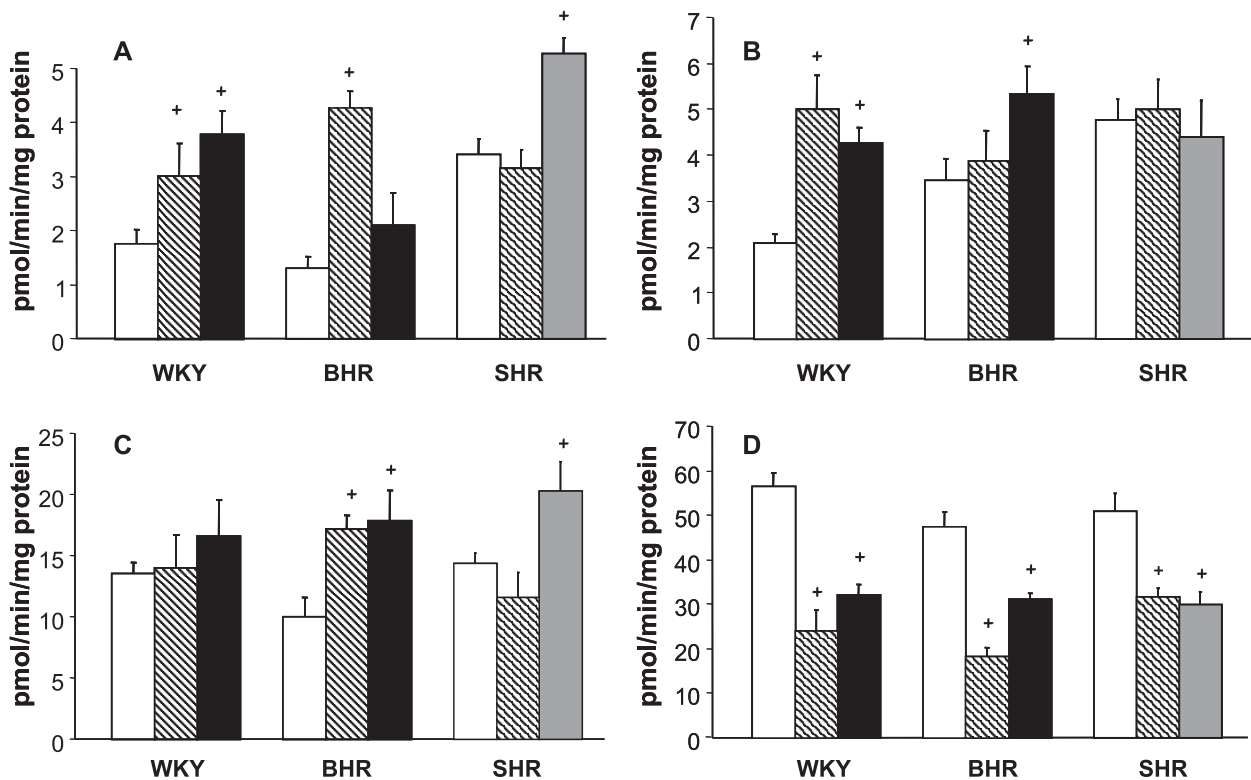 A
pmol/min/mg protein
5
4
3
2
1
0
+
+
+
+
WKY
BHR
SHR
B
pmol/min/mg protein
7
6
5
4
3
2
1
0
+
+
+
WKY
BHR
SHR
C
pmol/min/mg protein
25
20
15
10
5
0
+
+
+
WKY
BHR
SHR
D
pmol/min/mg protein
70
60
50
40
30
20
10
0
+
+
+
+
+
+
WKY
BHR
SHR